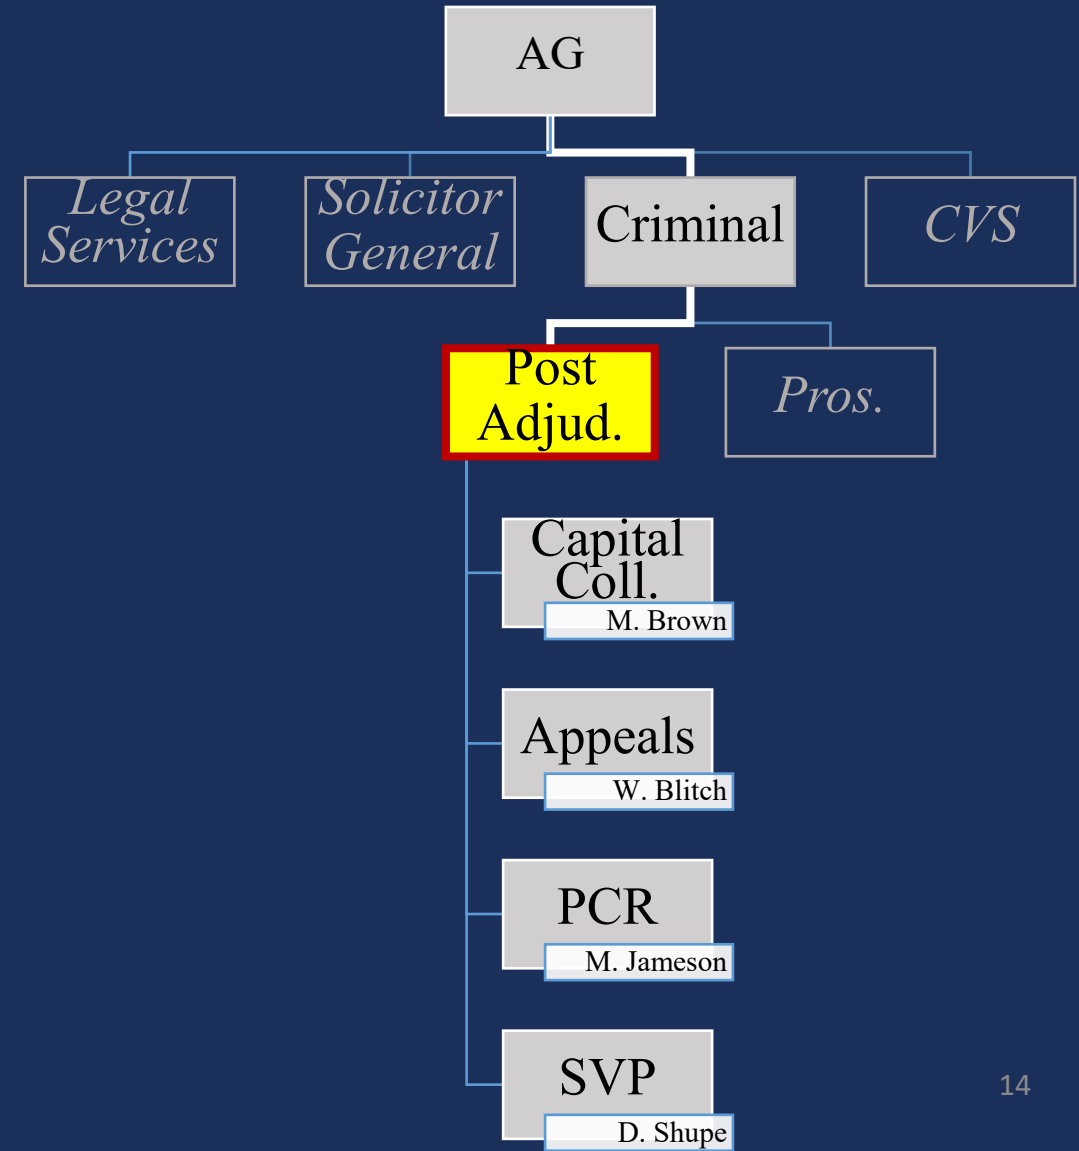 AG
Legal
Services
Solicitor
General
Criminal
CVS
Post
Adjud.
Pros.
Capital
Coll.
M. Brown
Appeals
W. Blitch
PCR
M. Jameson
SVP
D. Shupe
14